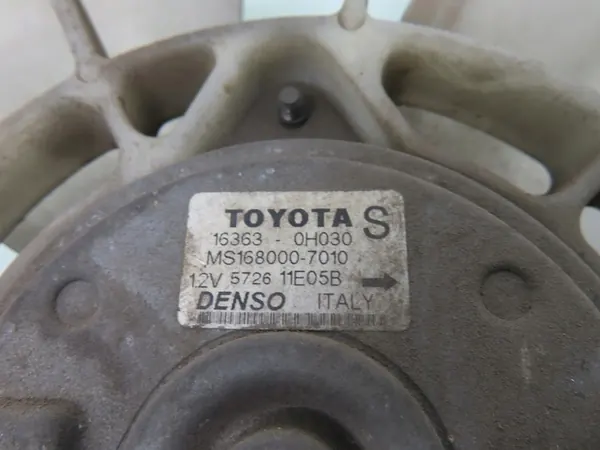 TOYOTA S
16363 - 0H030
MS168000-7010
12V 5726 11E05B →
DENSO ITALY